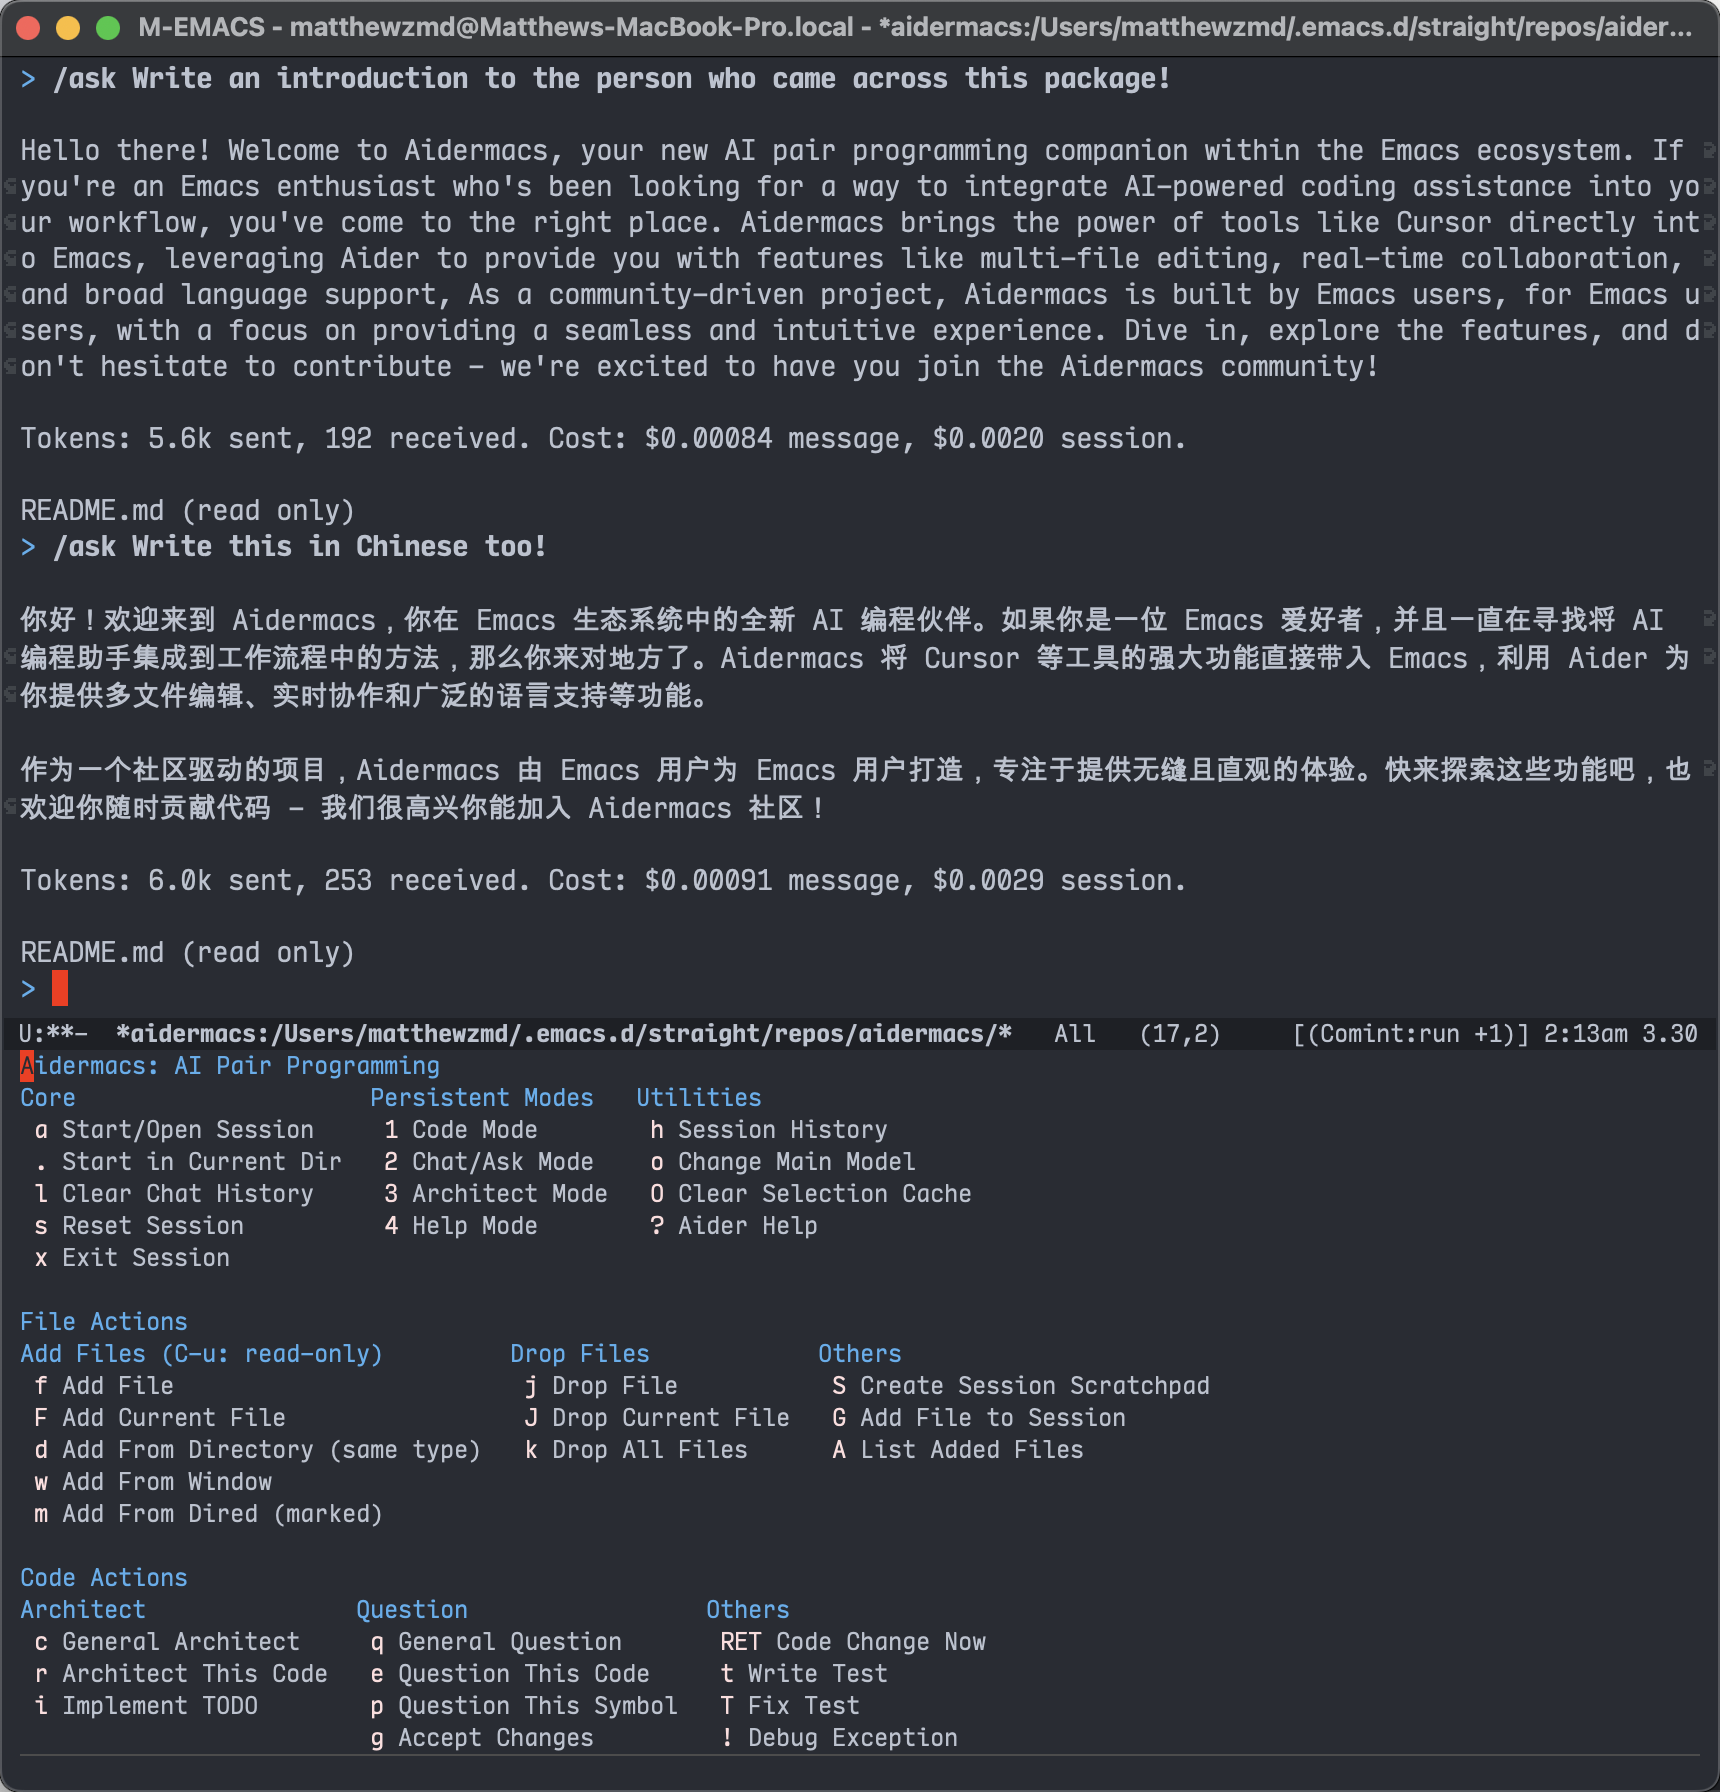 M-EMACS - matthewzmd@Matthews-MacBook-Pro.local - *aidermacs:/Users/matthewzmd/.emacs.d/straight/repos/aider...
> /ask Write an introduction to the person who came across this package!
Hello there! Welcome to Aidermacs, your new AI pair programming companion within the Emacs ecosystem. If
you're an Emacs enthusiast who's been looking for a way to integrate AI-powered coding assistance into yo
ur workflow, you've come to the right place. Aidermacs brings the power of tools like Cursor directly int
o Emacs, leveraging Aider to provide you with features like multi-file editing, real-time collaboration,
and broad language support, As a community-driven project, Aidermacs is built by Emacs users, for Emacs u
sers, with a focus on providing a seamless and intuitive experience. Dive in, explore the features, and d
on't hesitate to contribute - we're excited to have you join the Aidermacs community!
Tokens: 5.6k sent, 192 received. Cost: $0.00084 message, $0.0020 session.
README.md (read only)
> /ask Write this in Chinese too!
你好！欢迎来到 Aidermacs，你在 Emacs 生态系统中的全新 AI 编程伙伴。如果你是一位 Emacs 爱好者，并且一直在寻找将 AI
编程助手集成到工作流程中的方法，那么你来对地方了。Aidermacs 将 Cursor 等工具的强大功能直接带入 Emacs，利用 Aider 为
你提供多文件编辑、实时协作和广泛的语言支持等功能。
作为一个社区驱动的项目，Aidermacs 由 Emacs 用户为 Emacs 用户打造，专注于提供无缝且直观的体验。快来探索这些功能吧，也
欢迎你随时贡献代码 - 我们很高兴你能加入 Aidermacs 社区！
Tokens: 6.0k sent, 253 received. Cost: $0.00091 message, $0.0029 session.
README.md (read only)
>
U:**-  *aidermacs:/Users/matthewzmd/.emacs.d/straight/repos/aidermacs/*   All   (17,2)     [(Comint:run +1)] 2:13am 3.30
Aidermacs: AI Pair Programming
Core   Persistent Modes   Utilities
a Start/Open Session   1 Code Mode   h Session History
. Start in Current Dir   2 Chat/Ask Mode   o Change Main Model
l Clear Chat History   3 Architect Mode   O Clear Selection Cache
s Reset Session   4 Help Mode   ? Aider Help
x Exit Session
File Actions
Add Files (C-u: read-only)   Drop Files   Others
f Add File   j Drop File   S Create Session Scratchpad
F Add Current File   J Drop Current File   G Add File to Session
d Add From Directory (same type)   k Drop All Files   A List Added Files
w Add From Window
m Add From Dired (marked)
Code Actions
Architect   Question   Others
c General Architect   q General Question   RET Code Change Now
r Architect This Code   e Question This Code   t Write Test
i Implement TODO   p Question This Symbol   T Fix Test
g Accept Changes   ! Debug Exception